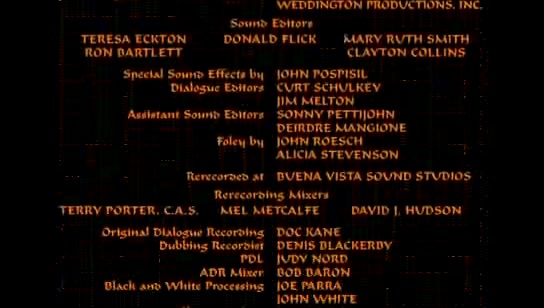 WEDDINGTON PRODUCTIONS, INC.
Sound Editors
TERESA ECKTON DONALD FLICK MARY RUTH SMITH
RON BARTLETT CLAYTON COLLINS
Special Sound Effects by JOHN POSPISIL
Dialogue Editors CURT SCHULKEY
JIM MELTON
Assistant Sound Editors SONNY PETTIJOHN
DEIRDRE MANGIONE
Foley by JOHN ROESCH
ALICIA STEVENSON
Rerecorded at BUENA VISTA SOUND STUDIOS
Rerecording Mixers
TERRY PORTER, C.A.S. MEL METCALFE DAVID J. HUDSON
Original Dialogue Recording DOC KANE
Dubbing Recordist DENIS BLACKERBY
PDL JUDY NORD
ADR Mixer BOB BARON
Black and White Processing JOE PARRA
JOHN WHITE